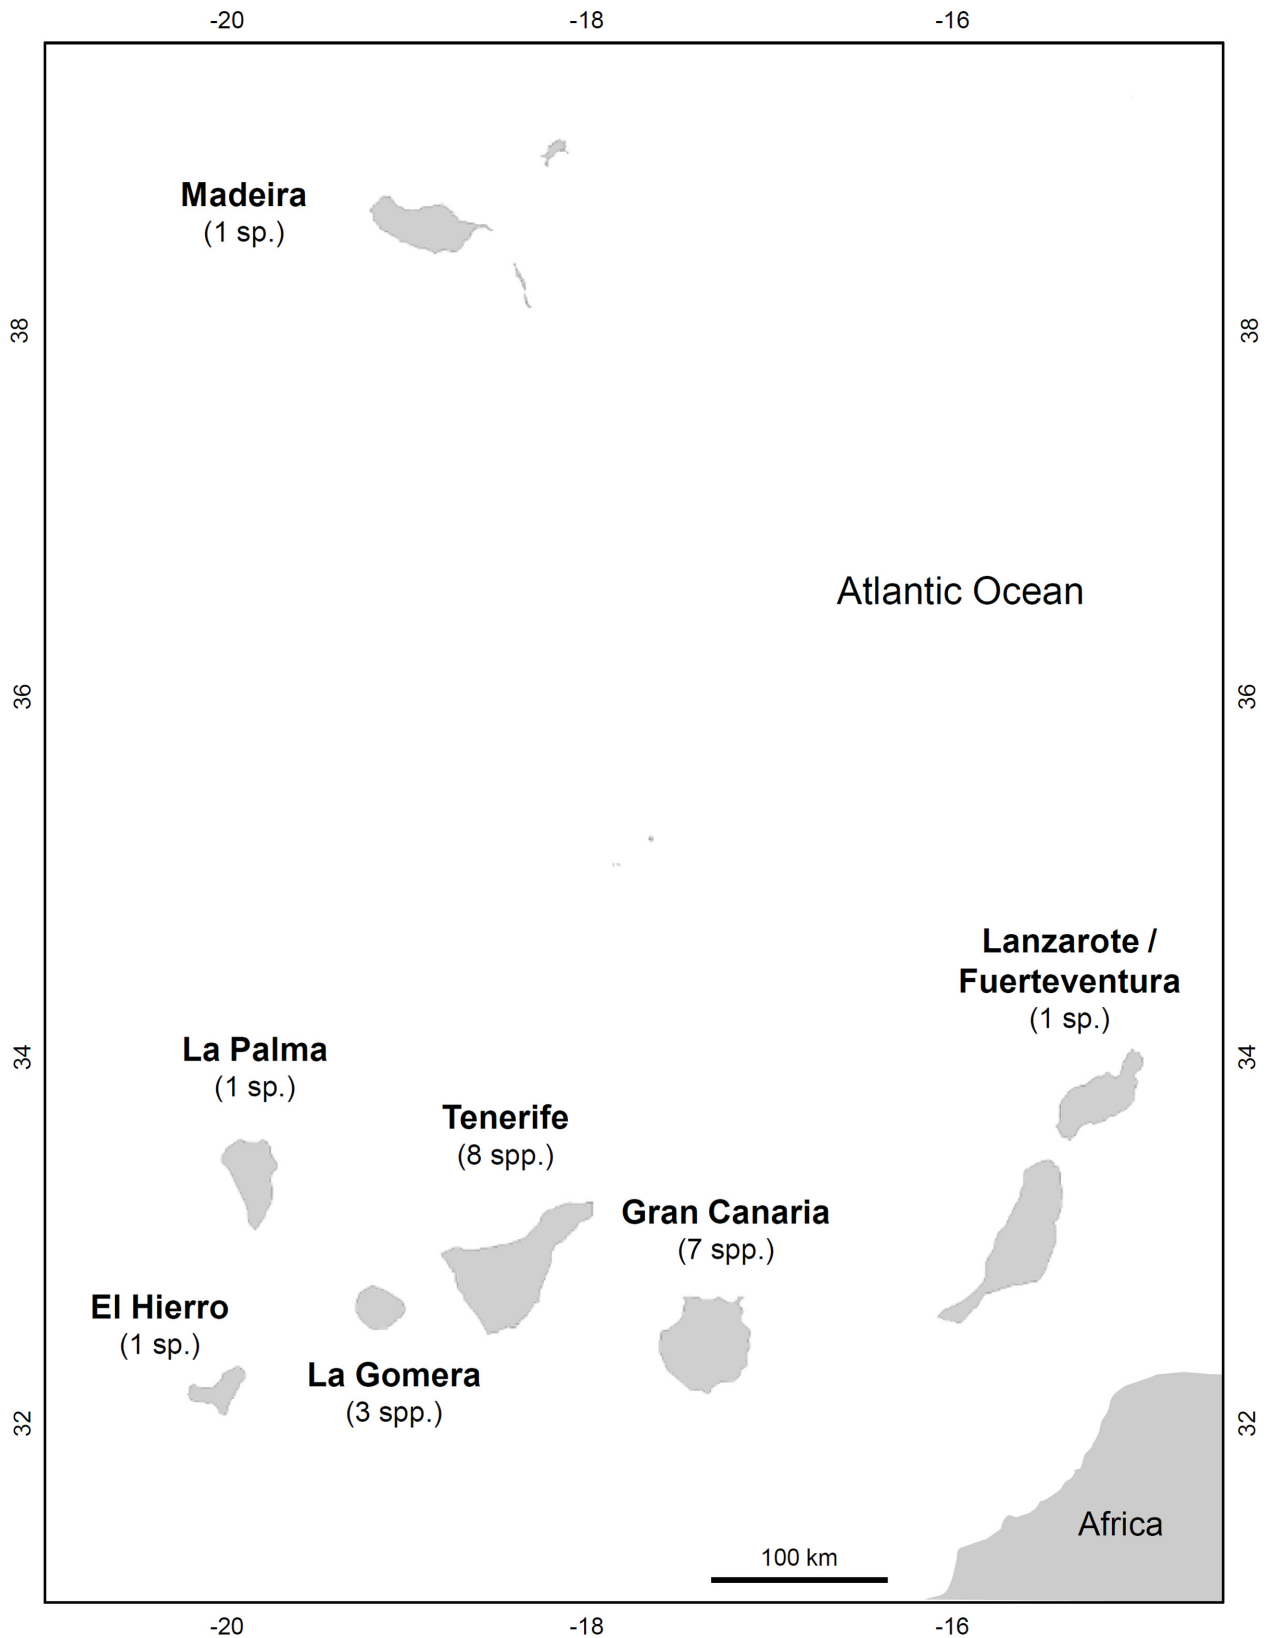 -20 -18 -16
Madeira
(1 sp.)
38 38
Atlantic Ocean
36 36
Lanzarote /
Fuerteventura
(1 sp.)
La Palma
(1 sp.)
34 34
Tenerife
(8 spp.)
Gran Canaria
(7 spp.)
El Hierro
(1 sp.)
La Gomera
(3 spp.)
32 32
Africa
100 km
-20 -18 -16